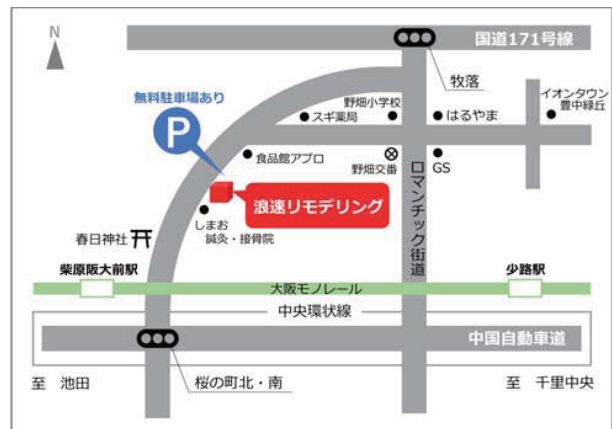 N
国道171号線
牧落
無料駐車場あり
P
野畑小学校
イオンタウン
豊中緑丘
スギ薬局
はるやま
食品館アプロ
野畑交番
GS
浪速リモデリング
ロマンチック街道
しまお
鍼灸・接骨院
春日神社
柴原阪大前駅
大阪モノレール
少路駅
中央環状線
中国自動車道
至 池田
桜の町北・南
至 千里中央